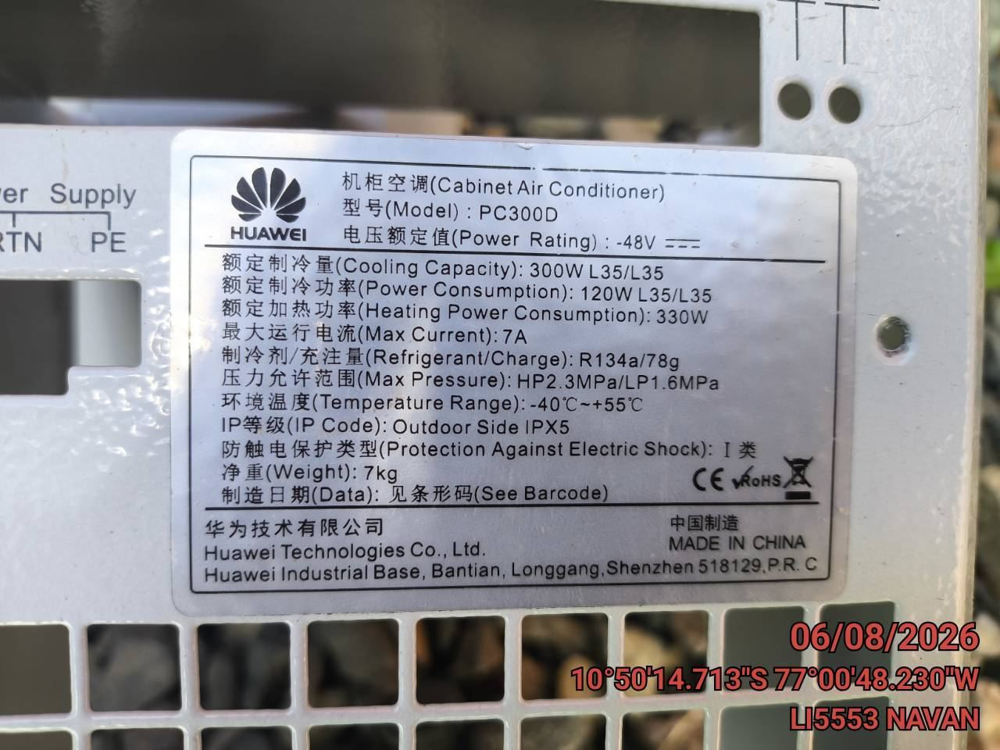 Supply
RTN PE
HUAWEI
机柜空调(Cabinet Air Conditioner)
型号(Model) : PC300D
电压额定值(Power Rating) : -48V
额定制冷量(Cooling Capacity): 300W L35/L35
额定制冷功率(Power Consumption): 120W L35/L35
额定加热功率(Heating Power Consumption): 330W
最大运行电流(Max Current): 7A
制冷剂/充注量(Refrigerant/Charge): R134a/78g
压力允许范围(Max Pressure): HP2.3MPa/LP1.6MPa
环境温度(Temperature Range): -40℃~+55℃
IP等级(IP Code): Outdoor Side IPX5
防触电保护类型(Protection Against Electric Shock): I 类
净重(Weight): 7kg
CE RoHS
制造日期(Data): 见条形码(See Barcode)
华为技术有限公司
中国制造
Huawei Technologies Co., Ltd.
MADE IN CHINA
Huawei Industrial Base, Bantian, Longgang,Shenzhen 518129,P.R. C
06/08/2026
10°50'14.713"S 77°00'48.230"W
LI5553 NAVAN